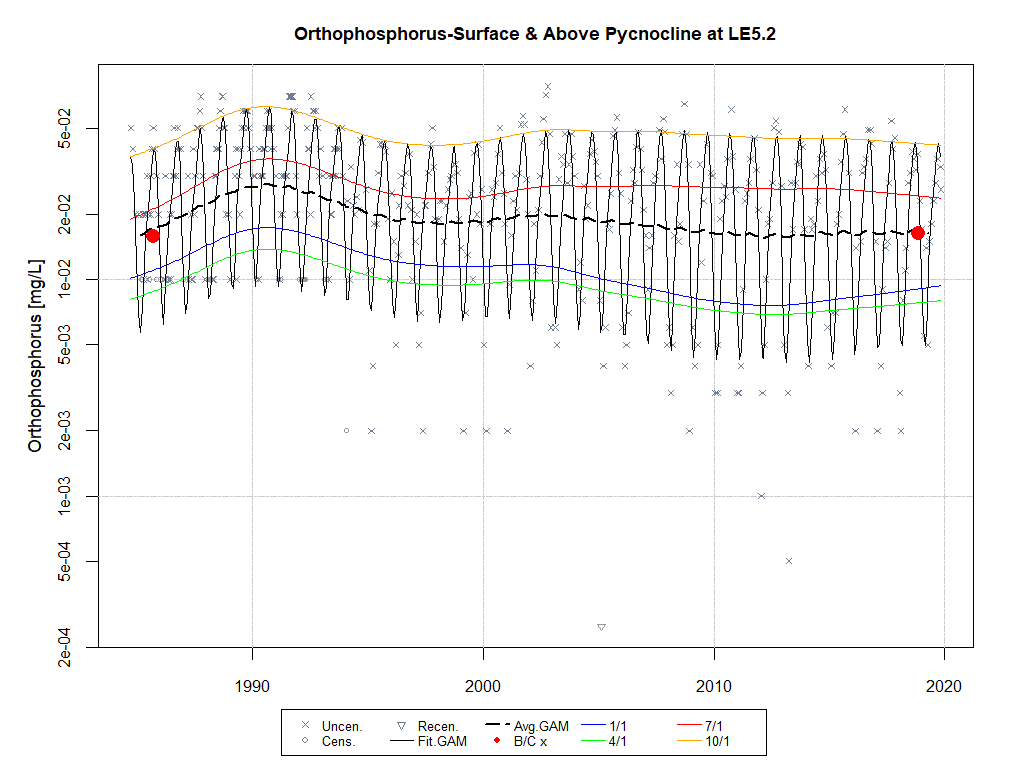 Orthophosphorus-Surface & Above Pycnocline at LE5.2
Orthophosphorus [mg/L]
5e-02
2e-02
1e-02
5e-03
2e-03
1e-03
5e-04
2e-04
1990 2000 2010 2020
Uncen. Recen. Avg.GAM 1/1 7/1
Cens. Fit.GAM B/C x 4/1 10/1